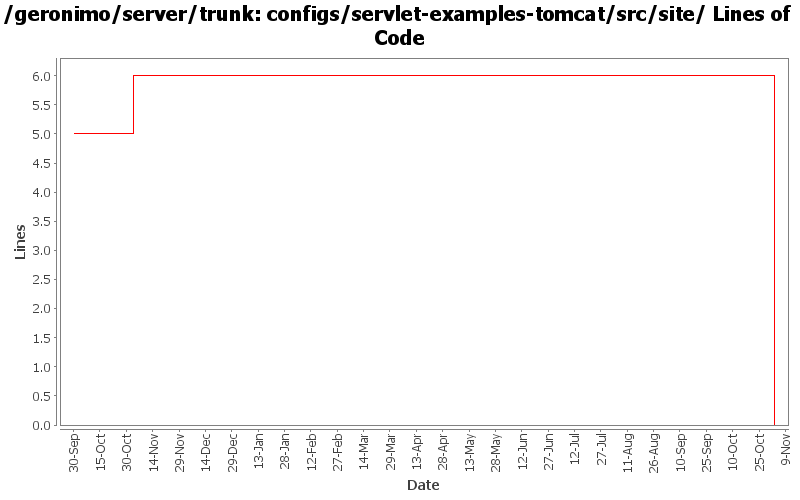 /geronimo/server/trunk: configs/servlet-examples-tomcat/src/site/ Lines of
Code
Lines
6.0
5.5
5.0
4.5
4.0
3.5
3.0
2.5
2.0
1.5
1.0
0.5
0.0
30-Sep
15-Oct
30-Oct
14-Nov
29-Nov
14-Dec
29-Dec
13-Jan
28-Jan
12-Feb
27-Feb
14-Mar
29-Mar
13-Apr
28-Apr
13-May
28-May
12-Jun
27-Jun
12-Jul
27-Jul
11-Aug
26-Aug
10-Sep
25-Sep
10-Oct
25-Oct
9-Nov
Date